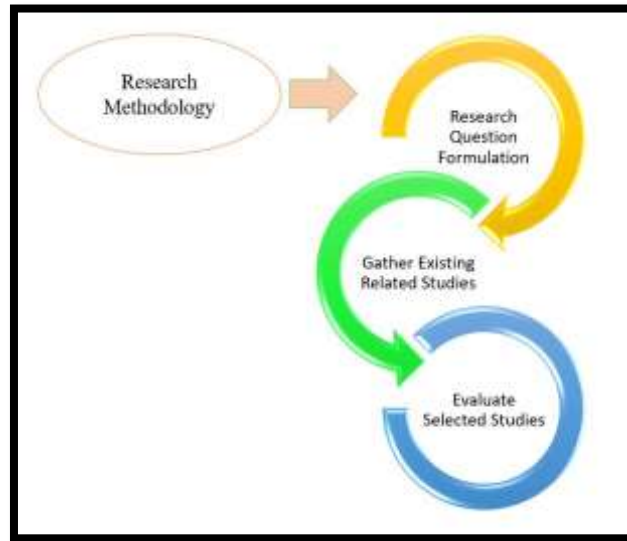 Research
Methodology
Research
Question
Formulation
Gather Existing
Related Studies
Evaluate
Selected Studies